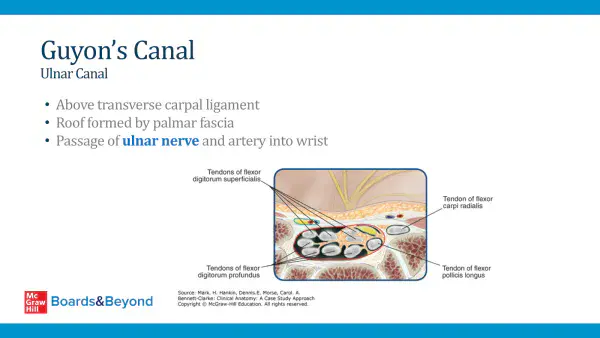 Guyon's Canal
Ulnar Canal
• Above transverse carpal ligament
• Roof formed by palmar fascia
• Passage of ulnar nerve and artery into wrist
Tendons of flexor
digitorum superficialis
Tendon of flexor
carpi radialis
Tendons of flexor
digitorum profundus
Tendon of flexor
pollicis longus
Source: Mark, H. Hankin, Dennis.E. Morse, Carol. A.
Bennett-Clarke: Clinical Anatomy: A Case Study Approach
Copyright © McGraw-Hill Education. All rights reserved.
Mc
Graw
Hill
Boards&Beyond